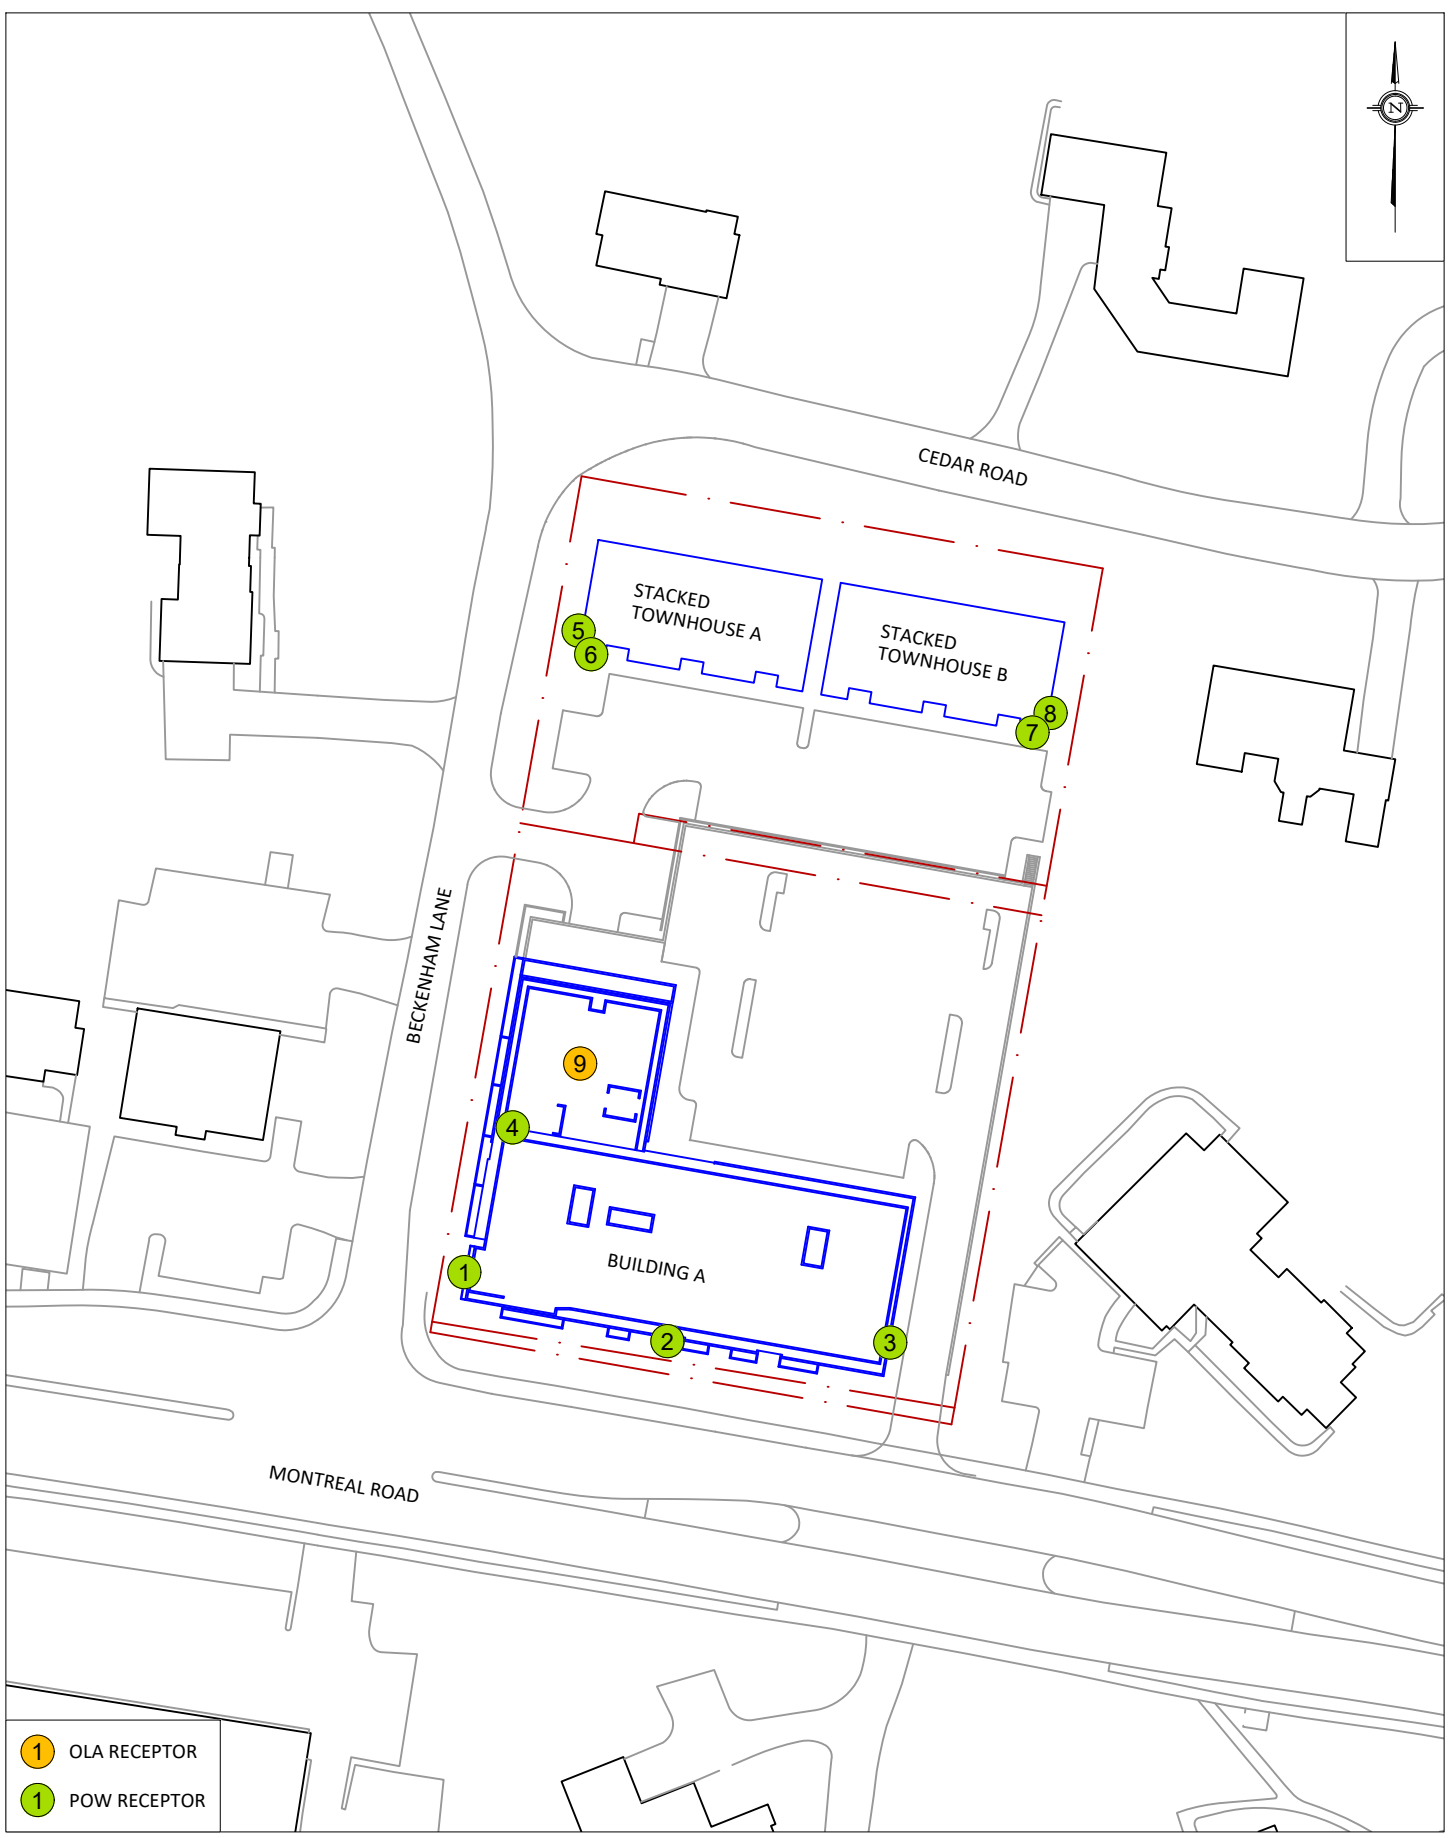 N
CEDAR ROAD
STACKED
TOWNHOUSE A
STACKED
TOWNHOUSE B
5
6
8
7
BECKENHAM LANE
9
4
1
BUILDING A
2
3
MONTREAL ROAD
1 OLA RECEPTOR
1 POW RECEPTOR